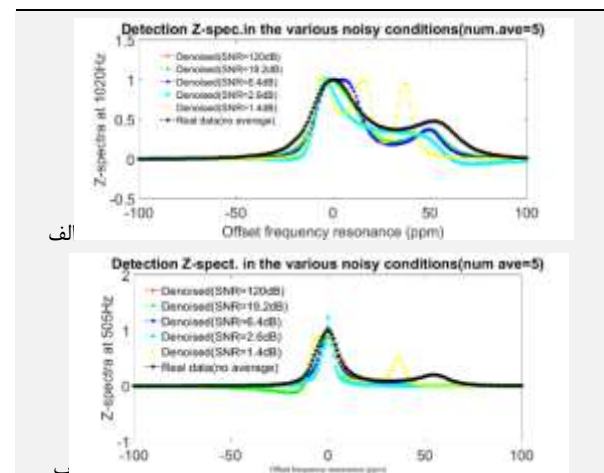 Detection Z-spec.in the various noisy conditions(num.ave=5)
1.5
1
0.5
0
-0.5
Z-spectra at 1020Hz
Denoised(SNR=120dB)
Denoised(SNR=19.2dB)
Denoised(SNR=6.4dB)
Denoised(SNR=2.6dB)
Denoised(SNR=1.4dB)
Real data(no average)
-100
-50
0
50
100
Offset frequency resonance (ppm)
الف
Detection Z-spect. in the various noisy conditions(num ave=5)
2
1
0
-1
Z-spectra at 505Hz
Denoised(SNR=120dB)
Denoised(SNR=19.2dB)
Denoised(SNR=6.4dB)
Denoised(SNR=2.6dB)
Denoised(SNR=1.4dB)
Real data(no average)
-100
-50
0
50
100
Offset frequency resonance (ppm)